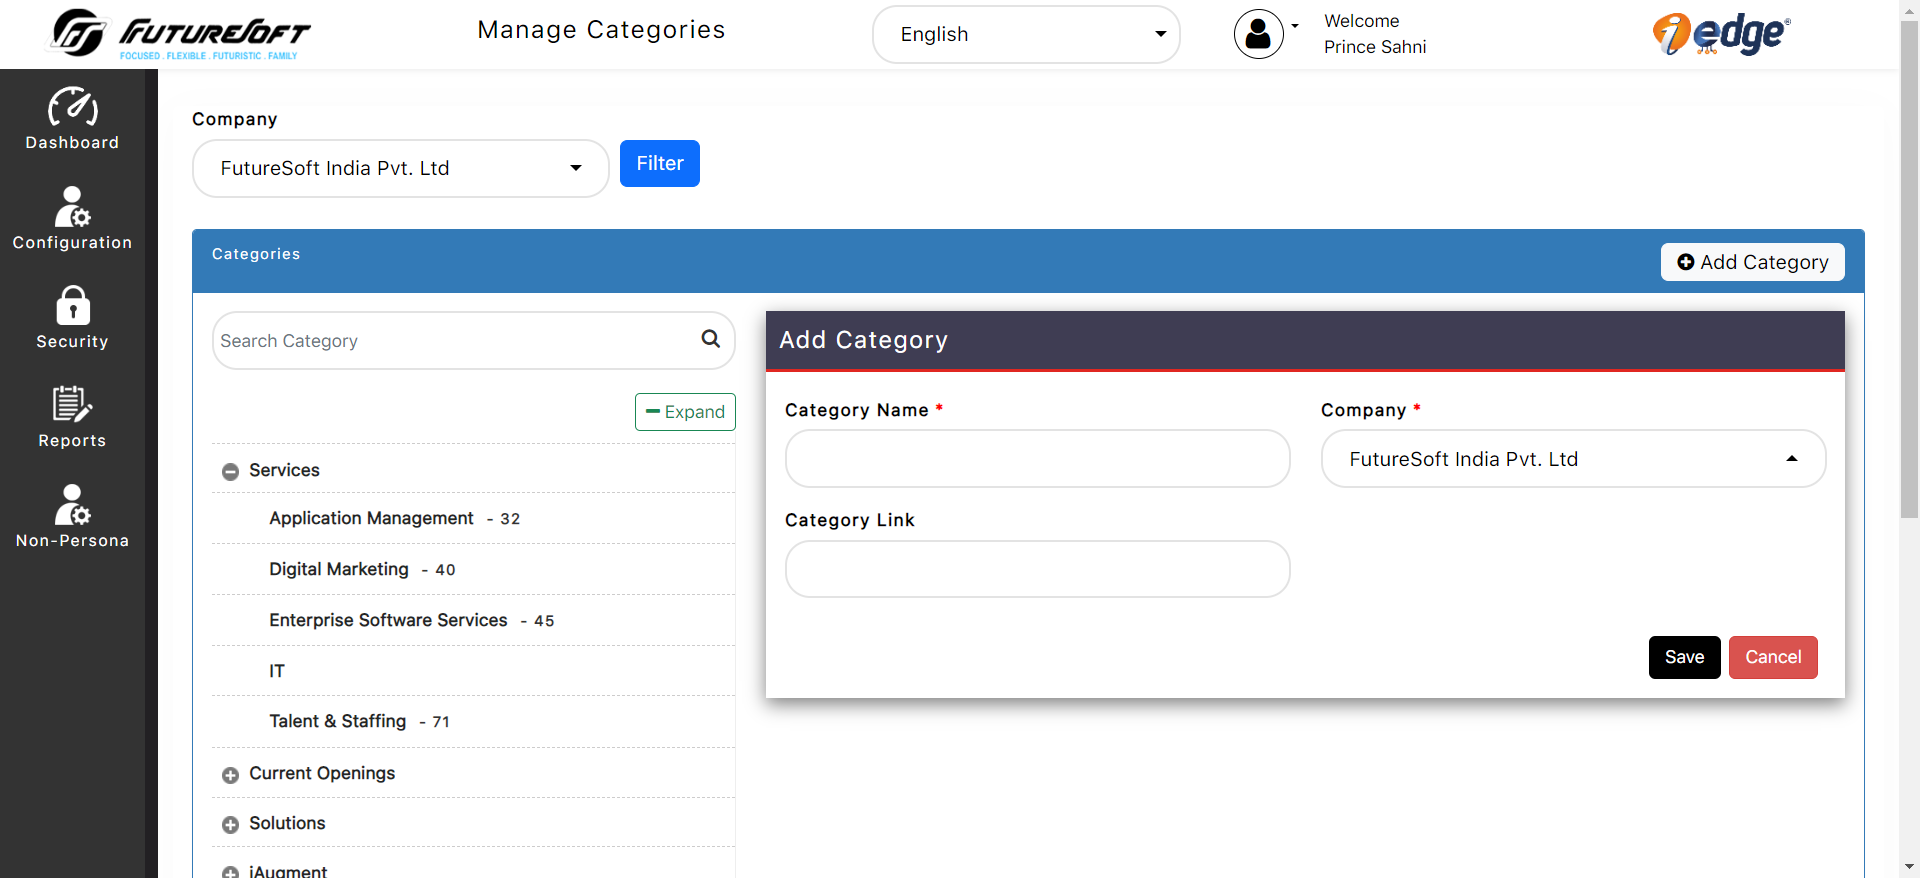 FUTURESOFT
FOCUSED . FLEXIBLE . FUTURISTIC . FAMILY
Manage Categories
English
Welcome
Prince Sahni
iedge®
Dashboard
Configuration
Security
Reports
Non-Persona
Company
FutureSoft India Pvt. Ltd
Filter
Categories
Add Category
Search Category
Expand
Services
Application Management - 32
Digital Marketing - 40
Enterprise Software Services - 45
IT
Talent & Staffing - 71
Current Openings
Solutions
iAugment
Add Category
Category Name *
Company *
FutureSoft India Pvt. Ltd
Category Link
Save
Cancel